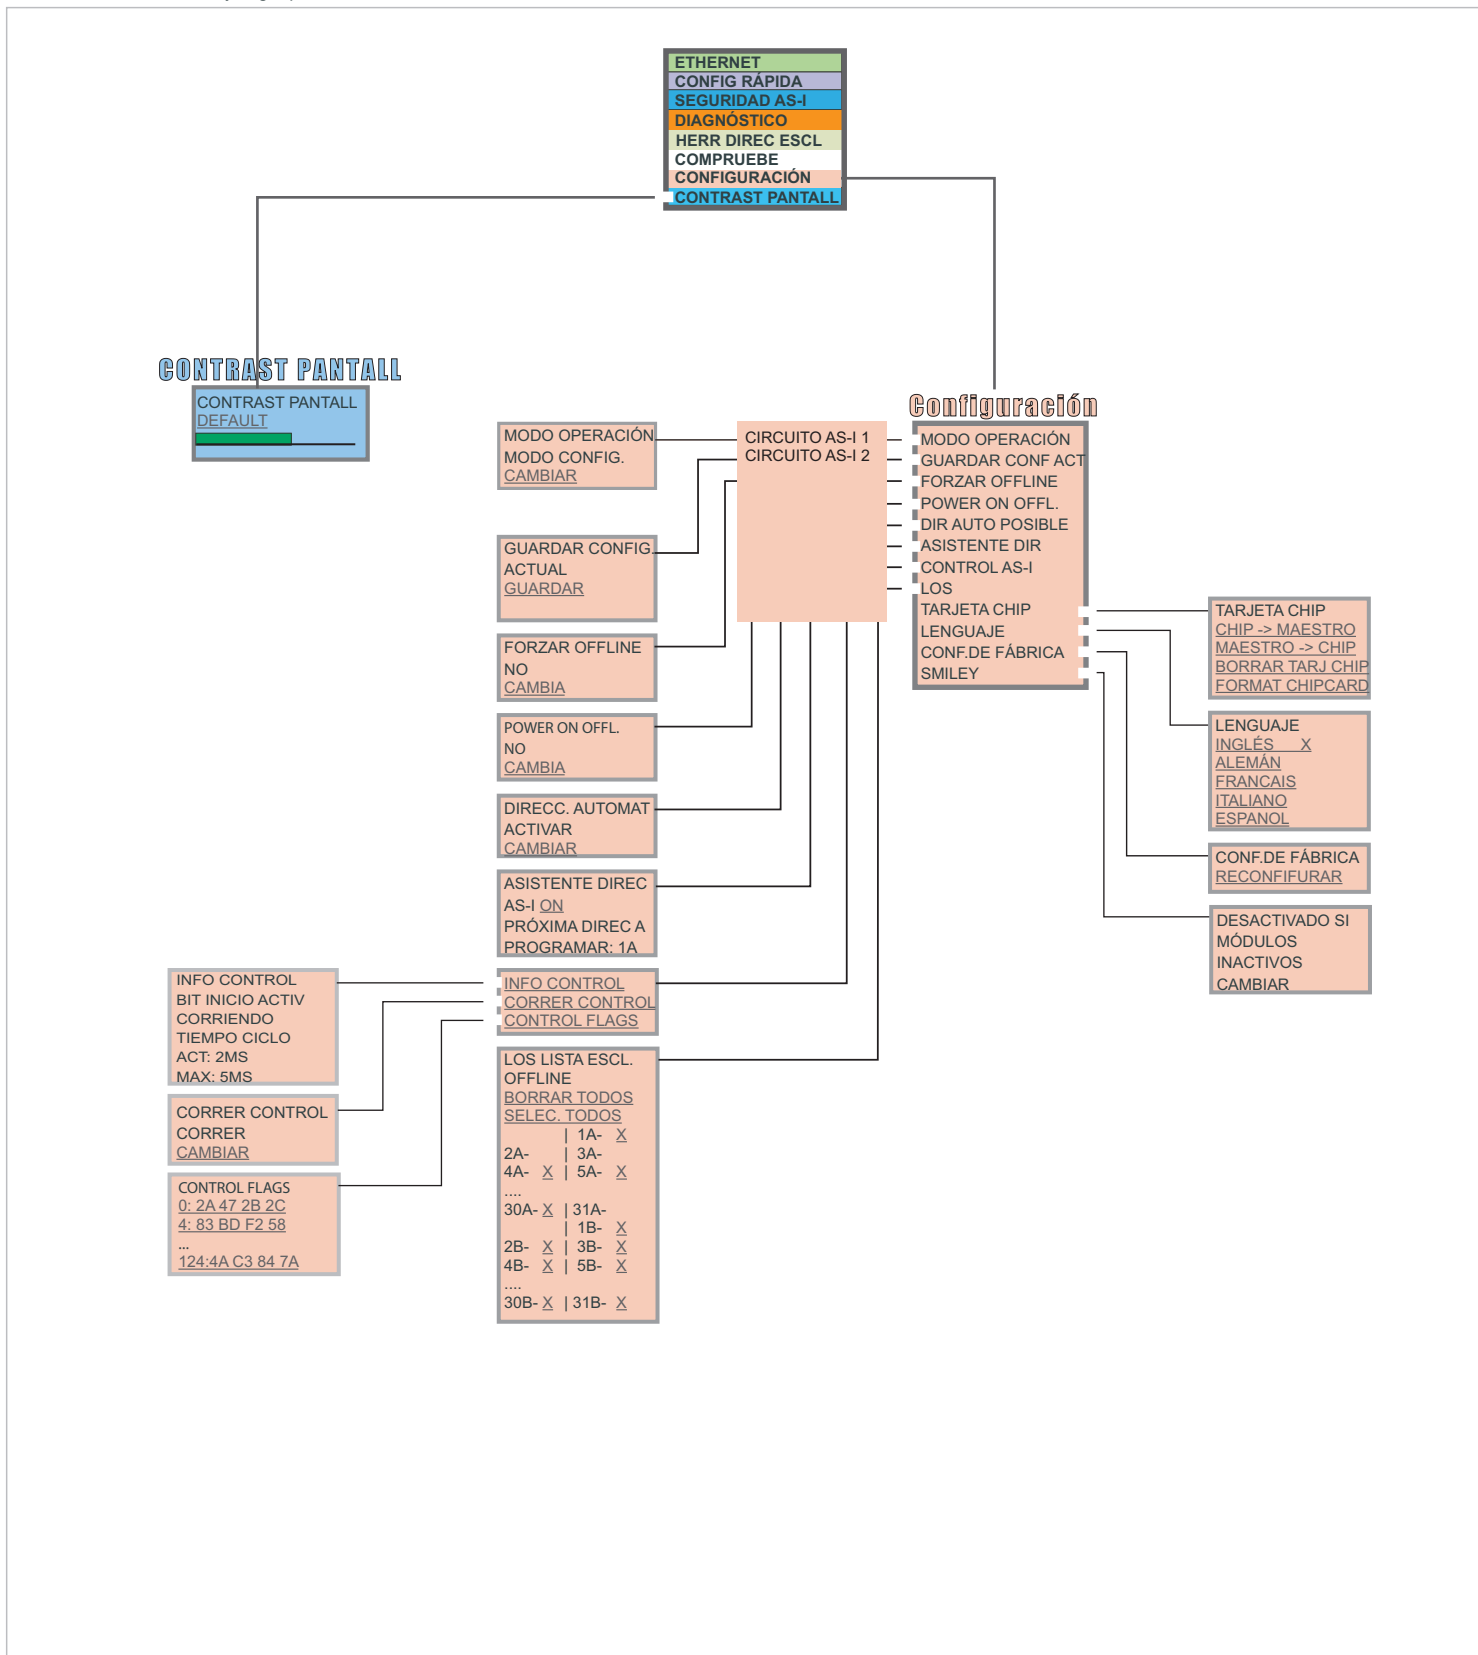 ETHERNET
CONFIG RÁPIDA
SEGURIDAD AS-I
DIAGNÓSTICO
HERR DIREC ESCL
COMPRUEBE
CONFIGURACIÓN
CONTRAST PANTALL
CONTRAST PANTALL
CONTRAST PANTALL
DEFAULT
Configuración
MODO OPERACIÓN
GUARDAR CONF ACT
FORZAR OFFLINE
POWER ON OFFL.
DIR AUTO POSIBLE
ASISTENTE DIR
CONTROL AS-I
LOS
TARJETA CHIP
LENGUAJE
CONF.DE FÁBRICA
SMILEY
CIRCUITO AS-I 1
CIRCUITO AS-I 2
MODO OPERACIÓN
MODO CONFIG.
CAMBIAR
GUARDAR CONFIG.
ACTUAL
GUARDAR
FORZAR OFFLINE
NO
CAMBIA
POWER ON OFFL.
NO
CAMBIA
DIRECC. AUTOMAT
ACTIVAR
CAMBIAR
ASISTENTE DIREC
AS-I ON
PRÓXIMA DIREC A
PROGRAMAR: 1A
INFO CONTROL
CORRER CONTROL
CONTROL FLAGS
LOS LISTA ESCL.
OFFLINE
BORRAR TODOS
SELEC. TODOS
| 1A- X
2A- | 3A-
4A- X | 5A- X
....
30A- X | 31A-
| 1B- X
2B- X | 3B- X
4B- X | 5B- X
....
30B- X | 31B- X
INFO CONTROL
BIT INICIO ACTIV
CORRIENDO
TIEMPO CICLO
ACT: 2MS
MAX: 5MS
CORRER CONTROL
CORRER
CAMBIAR
CONTROL FLAGS
0: 2A 47 2B 2C
4: 83 BD F2 58
...
124:4A C3 84 7A
TARJETA CHIP
CHIP -> MAESTRO
MAESTRO -> CHIP
BORRAR TARJ CHIP
FORMAT CHIPCARD
LENGUAJE
INGLÉS X
ALEMÁN
FRANCAIS
ITALIANO
ESPANOL
CONF.DE FÁBRICA
RECONFIFURAR
DESACTIVADO SI
MÓDULOS
INACTIVOS
CAMBIAR